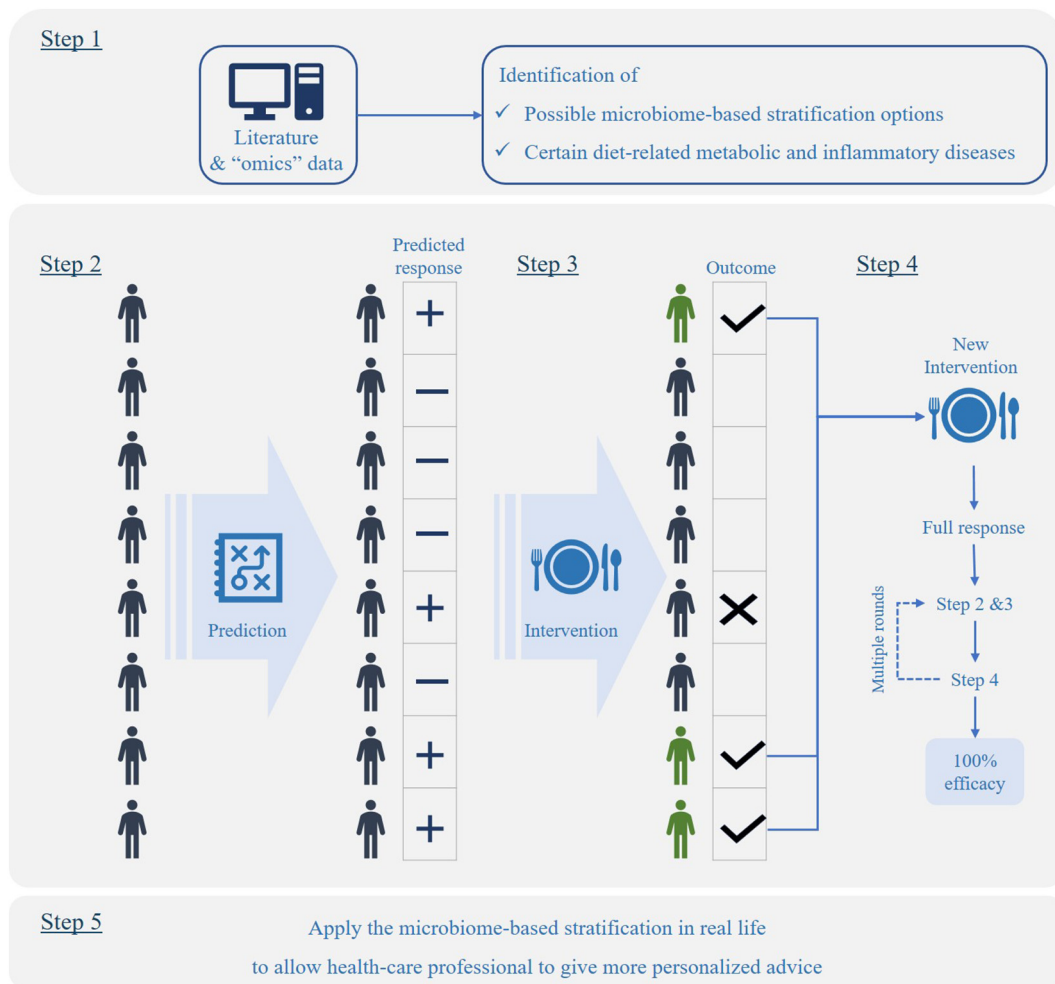 Step 1
Literature
& “omics” data
Identification of
✓ Possible microbiome-based stratification options
✓ Certain diet-related metabolic and inflammatory diseases
Step 2
Predicted
response
Step 3
Outcome
Step 4
+
−
−
−
+
−
+
+
Prediction
Intervention
New
Intervention
Full response
Step 2 &3
Multiple rounds
Step 4
100%
efficacy
Step 5
Apply the microbiome-based stratification in real life
to allow health-care professional to give more personalized advice